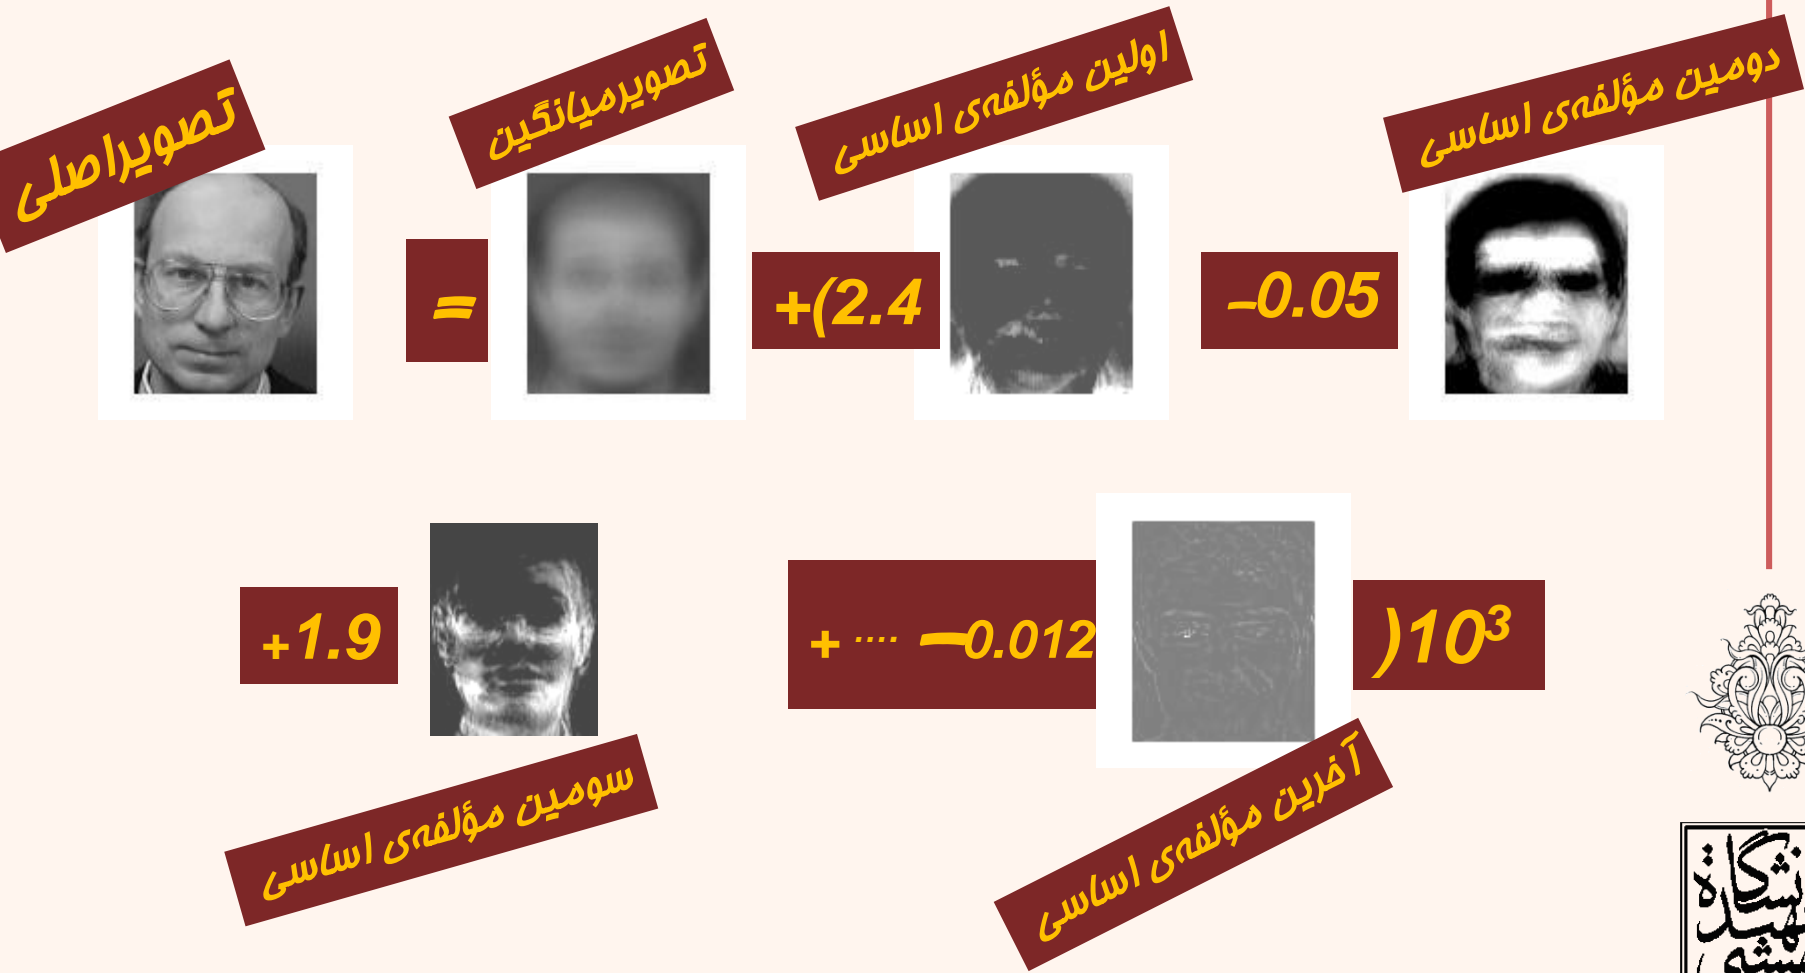 تصویراصلی
=
تصویرمیانگین
+(2.4
اولین مؤلفه‌ی اساسی
–0.05
دومین مؤلفه‌ی اساسی
+1.9
سومین مؤلفه‌ی اساسی
+ .... –0.012
آخرین مؤلفه‌ی اساسی
)10³